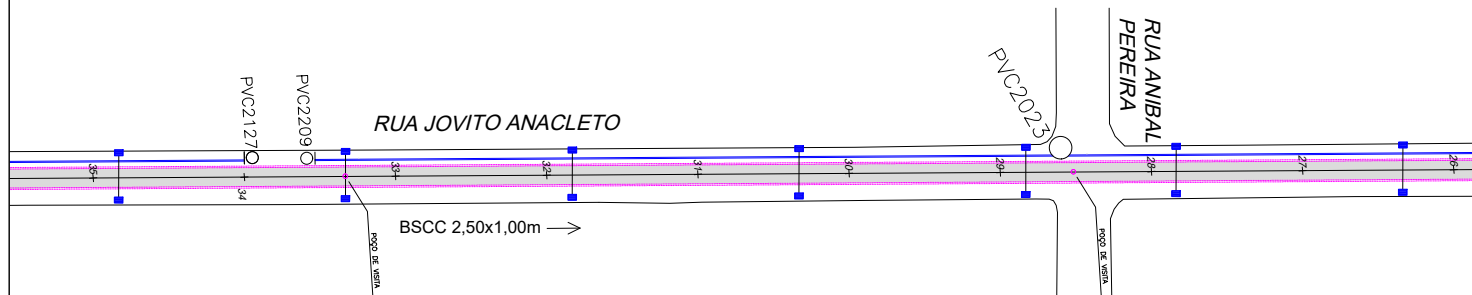 RUA ANIBAL
PEREIRA
PVC2127
PVC2209
PVC2023
RUA JOVITO ANACLETO
35
34
33
32
31
30
29
28
27
26
BSCC 2,50x1,00m
POÇO DE VISITA
POÇO DE VISITA